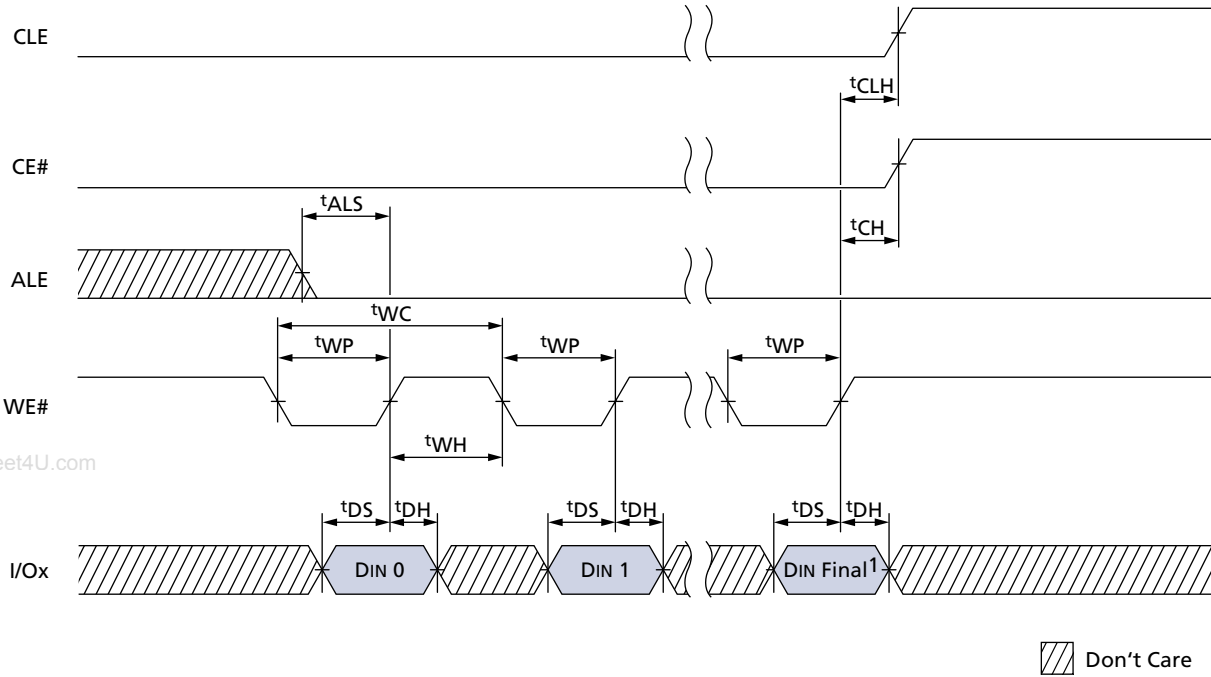 CLE
tCLH
CE#
tALS
tCH
ALE
tWC
tWP
tWP
tWP
WE#
tWH
eet4U.com
tDS
tDH
tDS
tDH
tDS
tDH
I/Ox
DIN 0
DIN 1
DIN Final1
Don't Care